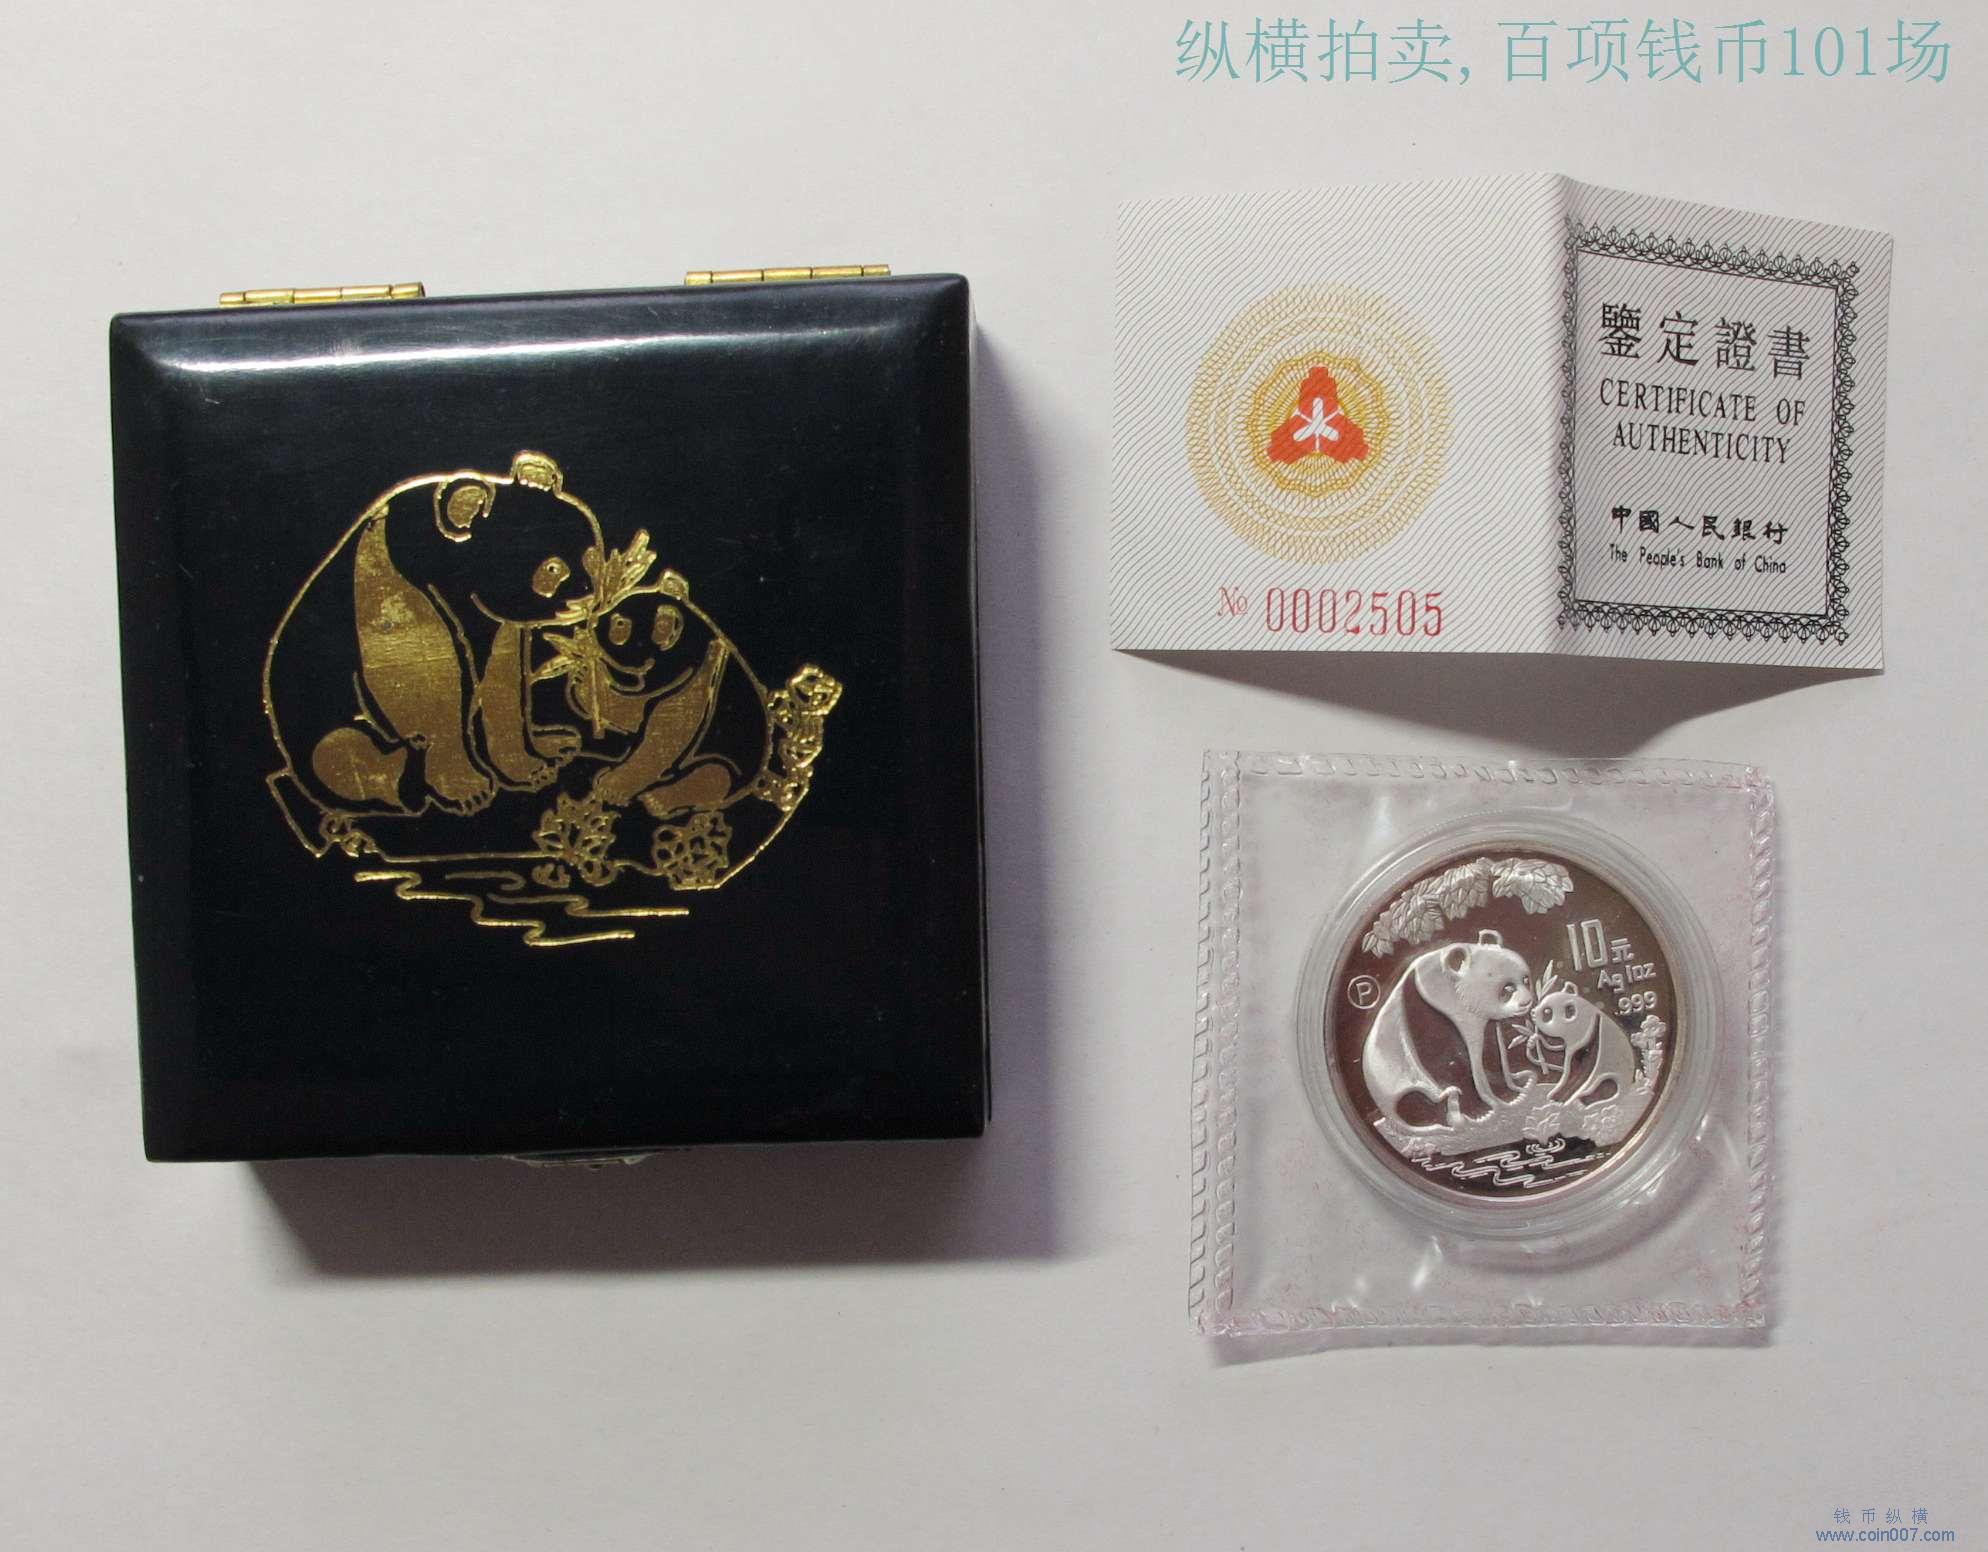 纵横拍卖,百项钱币101场
鑒定證書
CERTIFICATE OF
AUTHENTICITY
中國人民銀行
The People's Bank of China
№ 0002505
10元
Ag 1oz
.999
P
钱币纵横
www.coin007.com